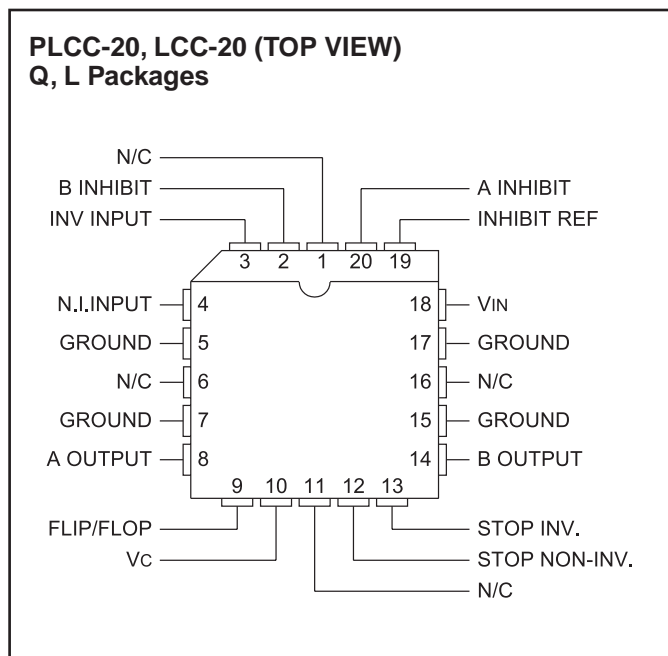 PLCC-20, LCC-20 (TOP VIEW)
Q, L Packages
N/C
B INHIBIT
A INHIBIT
INV INPUT
INHIBIT REF
3 2 1 20 19
N.I.INPUT 4 18 VIN
GROUND 5 17 GROUND
N/C 6 16 N/C
GROUND 7 15 GROUND
A OUTPUT 8 14 B OUTPUT
9 10 11 12 13
FLIP/FLOP
STOP INV.
VC
STOP NON-INV.
N/C